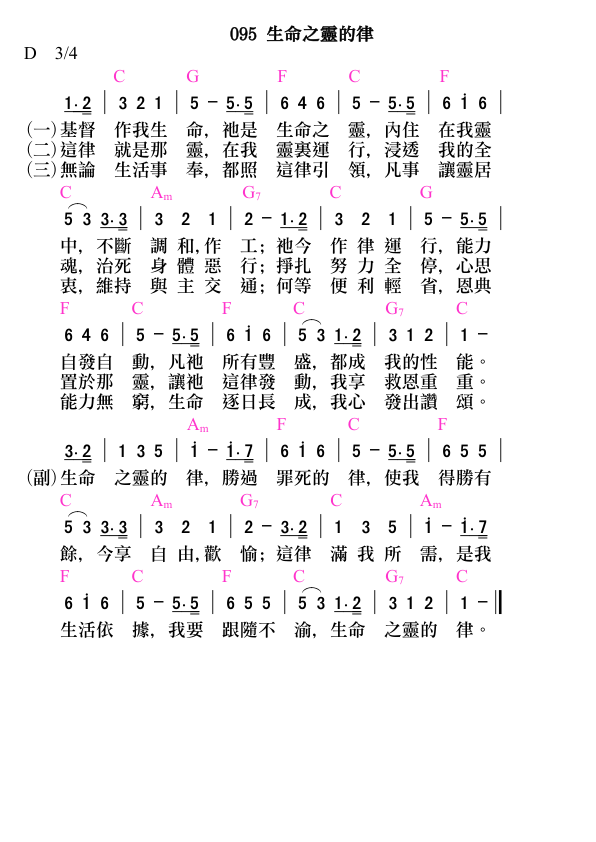 095 生命之靈的律
D 3/4
C G F C F
1·2 | 3 2 1 | 5 - 5·5 | 6 4 6 | 5 - 5·5 | 6 i 6 |
(一)基督 作我生 命, 祂是 生命之 靈, 內住 在我靈
(二)這律 就是那 靈, 在我 靈裏運 行, 浸透 我的全
(三)無論 生活事 奉, 都照 這律引 領, 凡事 讓靈居
C Am G7 C G
5 3 3·3 | 3 2 1 | 2 - 1·2 | 3 2 1 | 5 - 5·5 |
中, 不斷 調 和, 作 工; 祂今 作 律 運 行, 能力
魂, 治死 身 體 惡 行; 掙扎 努 力 全 停, 心思
衷, 維持 與 主 交 通; 何等 便 利 輕 省, 恩典
F C F C G7 C
6 4 6 | 5 - 5·5 | 6 i 6 | 5 3 1·2 | 3 1 2 | 1 -
自發自 動, 凡祂 所有豐 盛, 都成 我的性 能。
置於那 靈, 讓祂 這律發 動, 我享 救恩重 重。
能力無 窮, 生命 逐日長 成, 我心 發出讚 頌。
Am F C F
3·2 | 1 3 5 | i - i·7 | 6 i 6 | 5 - 5·5 | 6 5 5 |
(副)生命 之靈的 律, 勝過 罪死的 律, 使我 得勝有
C Am G7 C Am
5 3 3·3 | 3 2 1 | 2 - 3·2 | 1 3 5 | i - i·7 |
餘, 今享 自 由, 歡 愉; 這律 滿 我 所 需, 是我
F C F C G7 C
6 i 6 | 5 - 5·5 | 6 5 5 | 5 3 1·2 | 3 1 2 | 1 - ‖
生活依 據, 我要 跟隨不 渝, 生命 之靈的 律。